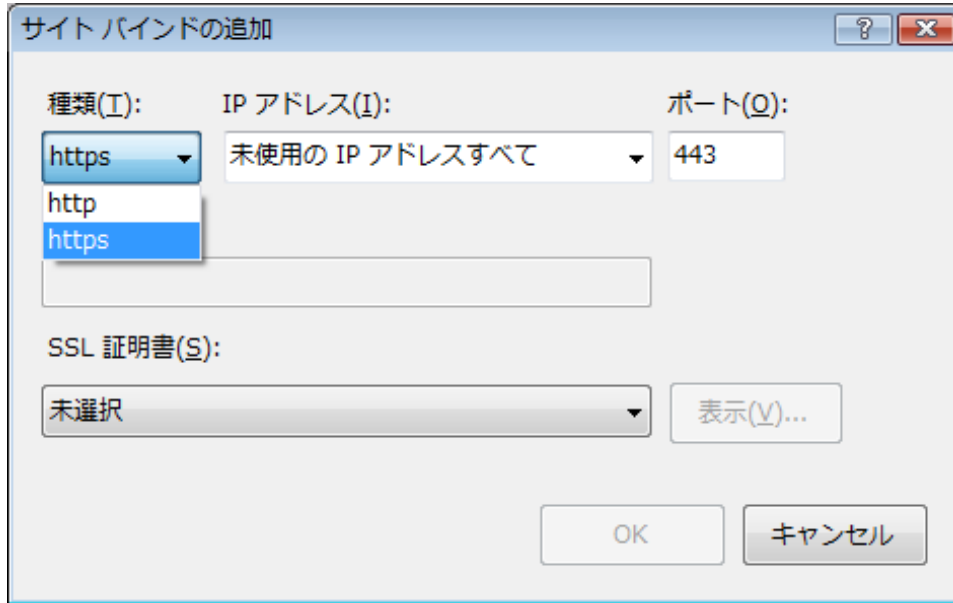 サイト バインドの追加
種類(T): IP アドレス(I): ポート(O):
https 未使用の IP アドレスすべて 443
http
https
SSL 証明書(S):
未選択 表示(V)...
OK キャンセル